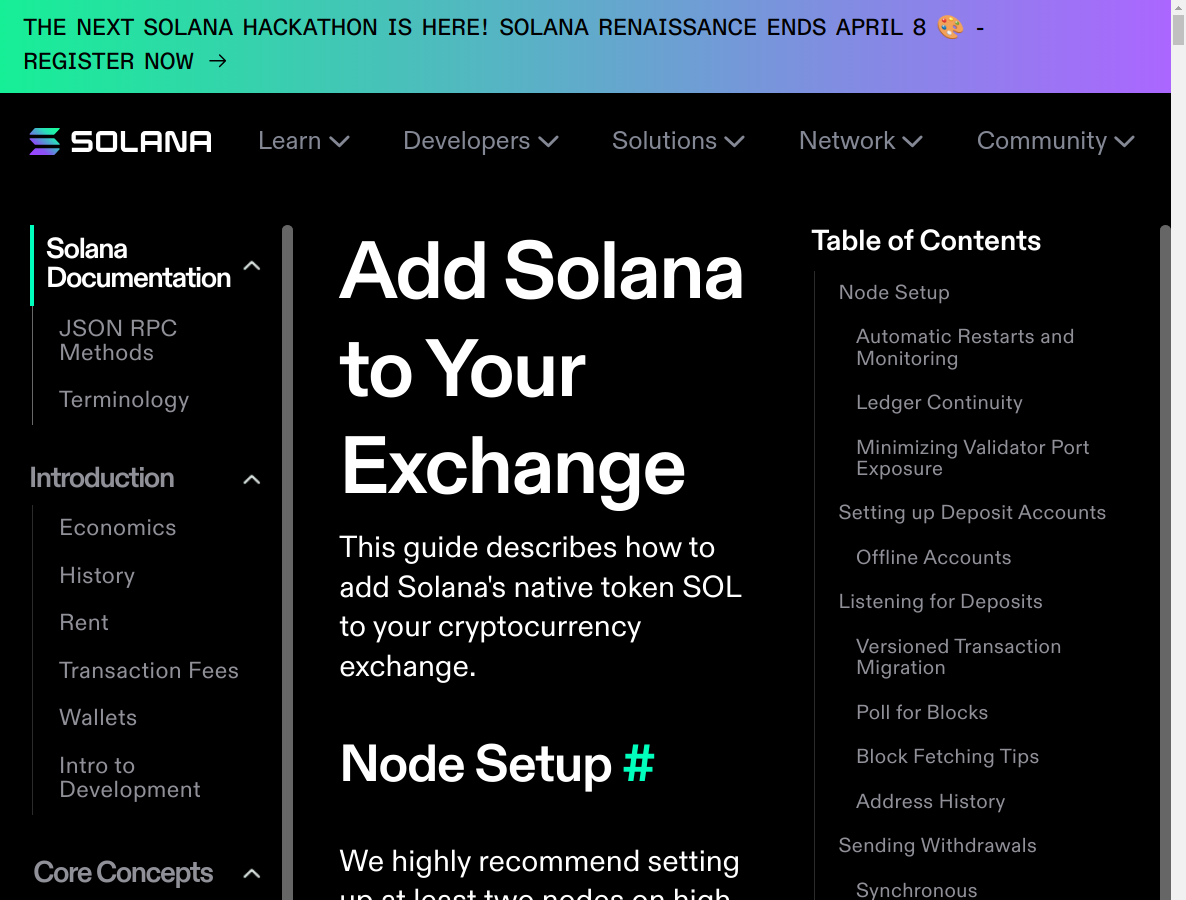 THE NEXT SOLANA HACKATHON IS HERE! SOLANA RENAISSANCE ENDS APRIL 8 🎨 -
REGISTER NOW →
SOLANA
Learn
Developers
Solutions
Network
Community
Solana
Documentation
JSON RPC
Methods
Terminology
Introduction
Economics
History
Rent
Transaction Fees
Wallets
Intro to
Development
Core Concepts
Add Solana
to Your
Exchange
This guide describes how to
add Solana's native token SOL
to your cryptocurrency
exchange.
Node Setup #
We highly recommend setting
up at least two nodes on high
Table of Contents
Node Setup
Automatic Restarts and
Monitoring
Ledger Continuity
Minimizing Validator Port
Exposure
Setting up Deposit Accounts
Offline Accounts
Listening for Deposits
Versioned Transaction
Migration
Poll for Blocks
Block Fetching Tips
Address History
Sending Withdrawals
Synchronous